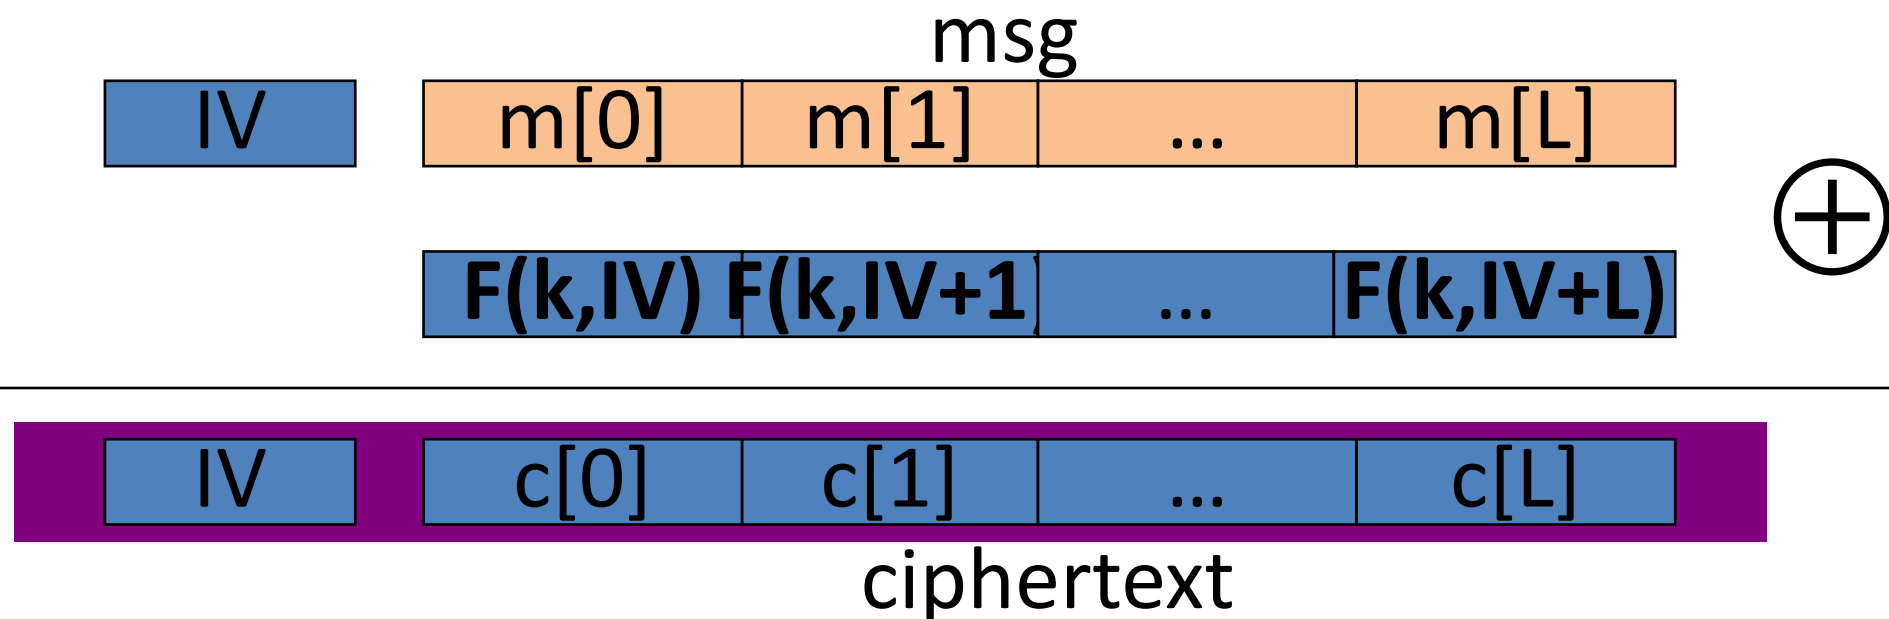 msg
IV m[0] m[1] ... m[L]
F(k,IV) F(k,IV+1) ... F(k,IV+L)
IV c[0] c[1] ... c[L]
ciphertext